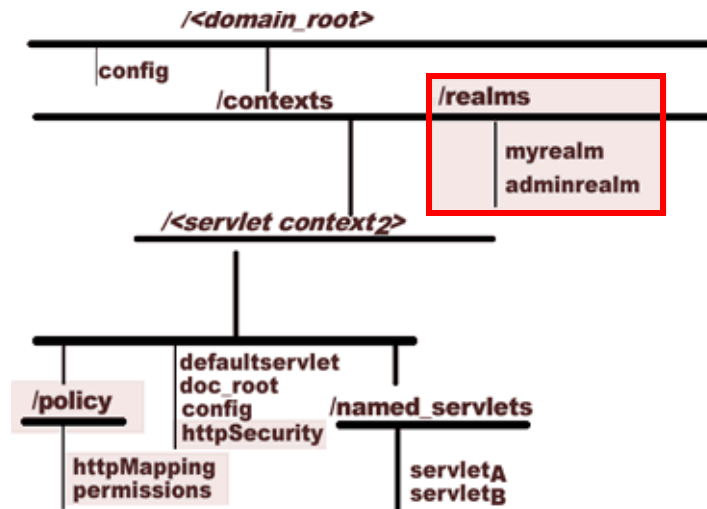 /<domain_root>
config
/contexts
/realms
myrealm
adminrealm
/<servlet context2>
defaultservlet
doc_root
config
httpSecurity
/policy
/named_servlets
httpMapping
permissions
servletA
servletB